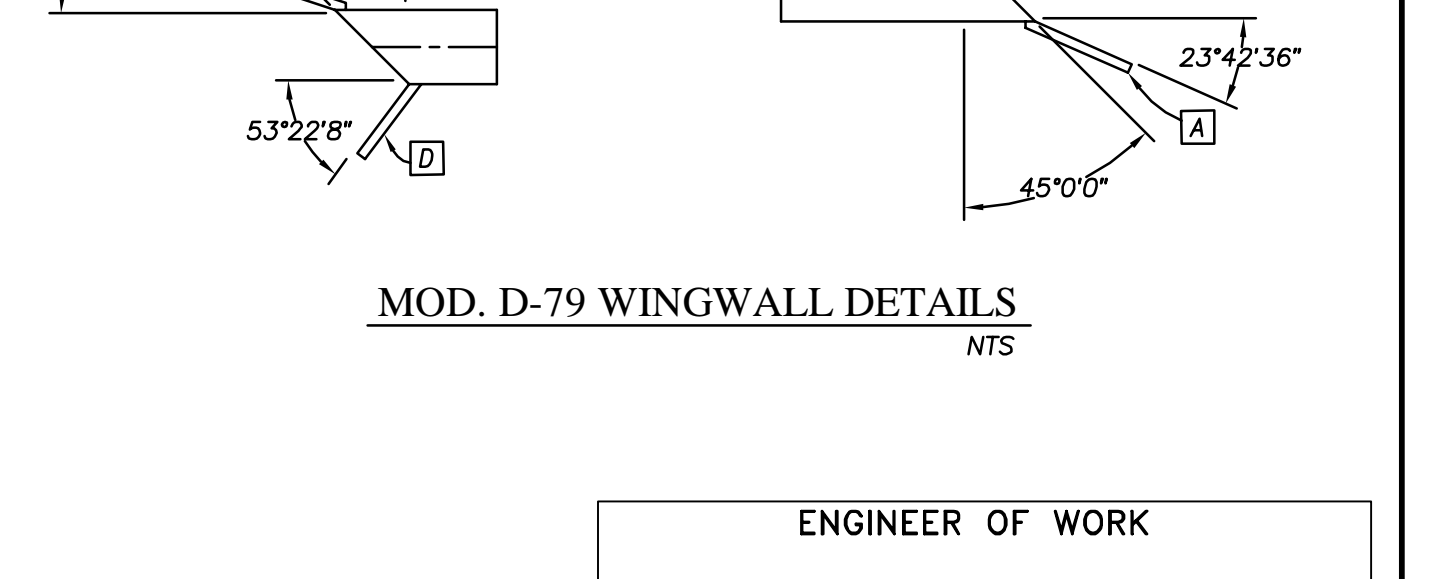 23°42'36"
53°22'8"
A
D
45°0'0"
MOD. D-79 WINGWALL DETAILS
NTS
ENGINEER OF WORK